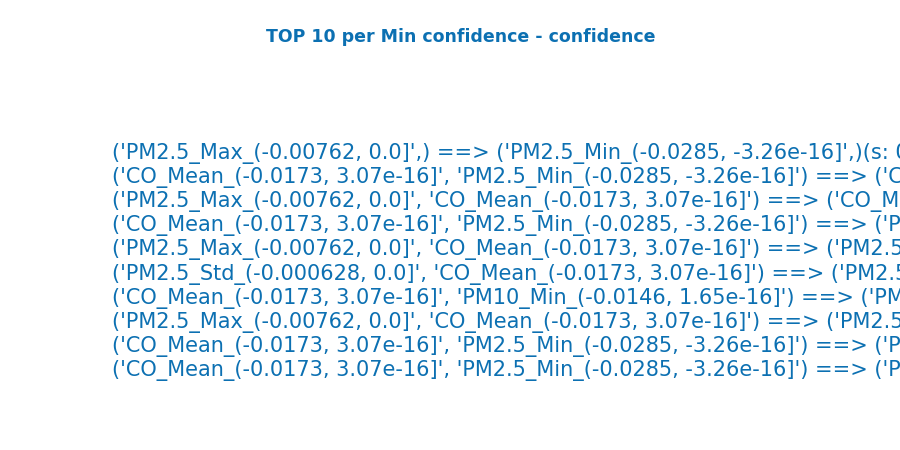 TOP 10 per Min confidence - confidence
('PM2.5_Max_(-0.00762, 0.0]',) ==> ('PM2.5_Min_(-0.0285, -3.26e-16]',)(s:
('CO_Mean_(-0.0173, 3.07e-16]', 'PM2.5_Min_(-0.0285, -3.26e-16]') ==> ('C
('PM2.5_Max_(-0.00762, 0.0]', 'CO_Mean_(-0.0173, 3.07e-16]') ==> ('CO_M
('CO_Mean_(-0.0173, 3.07e-16]', 'PM2.5_Min_(-0.0285, -3.26e-16]') ==> ('P
('PM2.5_Max_(-0.00762, 0.0]', 'CO_Mean_(-0.0173, 3.07e-16]') ==> ('PM2.5
('PM2.5_Std_(-0.000628, 0.0]', 'CO_Mean_(-0.0173, 3.07e-16]') ==> ('PM2.5
('CO_Mean_(-0.0173, 3.07e-16]', 'PM10_Min_(-0.0146, 1.65e-16]') ==> ('PM
('PM2.5_Max_(-0.00762, 0.0]', 'CO_Mean_(-0.0173, 3.07e-16]') ==> ('PM2.5
('CO_Mean_(-0.0173, 3.07e-16]', 'PM2.5_Min_(-0.0285, -3.26e-16]') ==> ('P
('CO_Mean_(-0.0173, 3.07e-16]', 'PM2.5_Min_(-0.0285, -3.26e-16]') ==> ('P